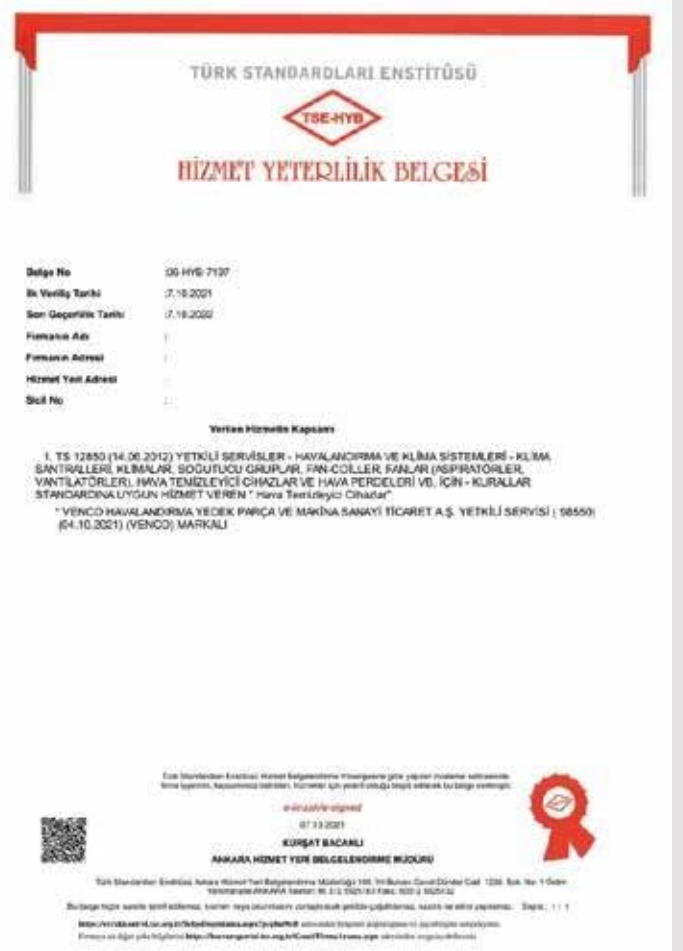 TÜRK STANDARDLARI ENSTİTÜSÜ
TSE-HYB
HİZMET YETERLİLİK BELGESİ
Belge No
İlk Veriliş Tarihi :7.10.2021
Son Geçerlilik Tarihi :7.10.2022
Firmanın Adı :
Firmanın Adresi :
Hizmet Yeri Adresi :
Sicil No :
Verilen Hizmetin Kapsamı
1. TS 12850 (14.06.2012) YETKİLİ SERVİSLER - HAVALANDIRMA VE KLİMA SİSTEMLERİ - KLİMA
SANTRALLERİ, KLİMALAR, SOĞUTUCU GRUPLAR, FAN-COİLLER, FANLAR (ASPİRATÖRLER,
VANTİLATÖRLER), HAVA TEMİZLEYİCİ CİHAZLAR VE HAVA PERDELERİ VB. İÇİN - KURALLAR
STANDARDINA UYGUN HİZMET VEREN " Hava Temizleyici Cihazlar"
* VENCO HAVALANDIRMA YEDEK PARÇA VE MAKİNA SANAYİ TİCARET A.Ş. YETKİLİ SERVİSİ ( 98550)
(04.10.2021) (VENCO) MARKALI
e-imzalı/e-signed
07.10.2021
KÜRŞAT BACANLI
ANKARA HİZMET YERİ BELGELENDİRME MÜDÜRÜ